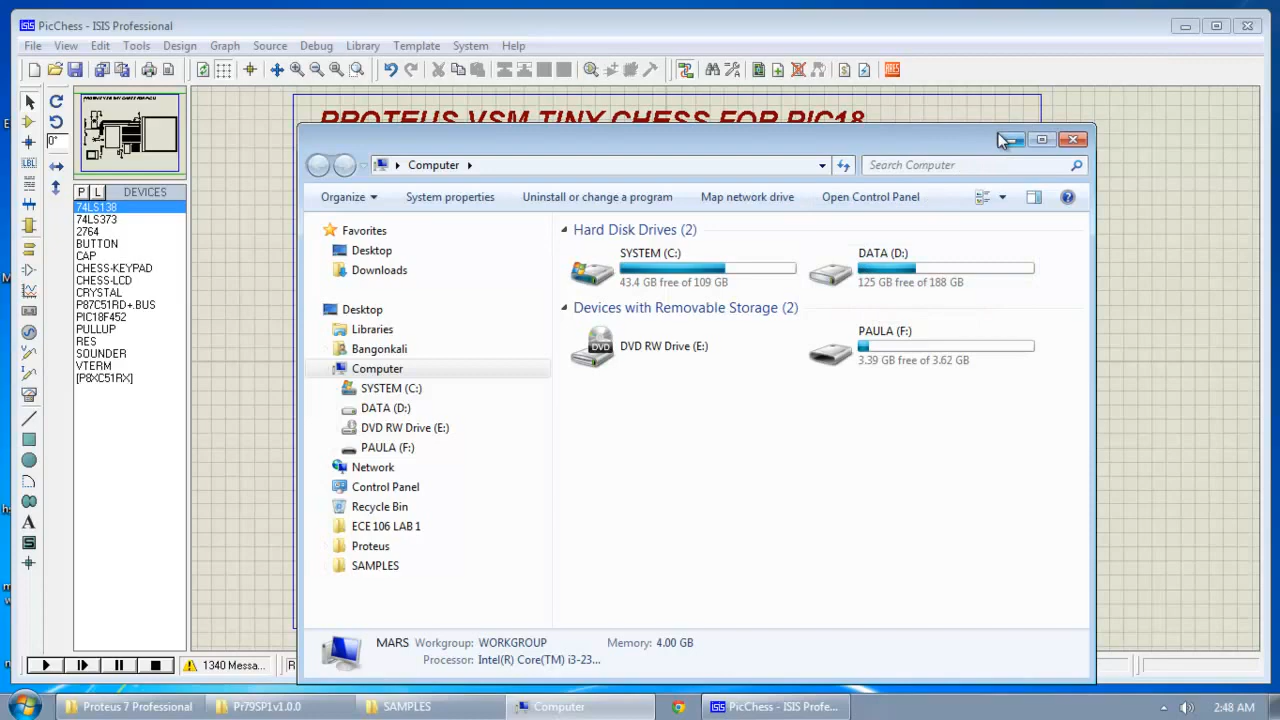 PicChess - ISIS Professional
File View Edit Tools Design Graph Source Debug Library Template System Help
PROTEUS VSM TINY CHESS FOR PIC18
Computer
Search Computer
Organize System properties Uninstall or change a program Map network drive Open Control Panel
0°
P L DEVICES
74LS138
74LS373
2764
BUTTON
CAP
CHESS-KEYPAD
CHESS-LCD
CRYSTAL
P87C51RD+.BUS
PIC18F452
PULLUP
RES
SOUNDER
VTERM
[P8XC51RX]
Favorites
Desktop
Downloads
Desktop
Libraries
Bangonkali
Computer
SYSTEM (C:)
DATA (D:)
DVD RW Drive (E:)
PAULA (F:)
Network
Control Panel
Recycle Bin
ECE 106 LAB 1
Proteus
SAMPLES
Hard Disk Drives (2)
SYSTEM (C:)
43.4 GB free of 109 GB
DATA (D:)
125 GB free of 188 GB
Devices with Removable Storage (2)
DVD
DVD RW Drive (E:)
PAULA (F:)
3.39 GB free of 3.62 GB
MARS Workgroup: WORKGROUP Memory: 4.00 GB
Processor: Intel(R) Core(TM) i3-23...
1340 Messa...
Proteus 7 Professional Pr79SP1v1.0.0 SAMPLES Computer PicChess - ISIS Profe... 2:48 AM